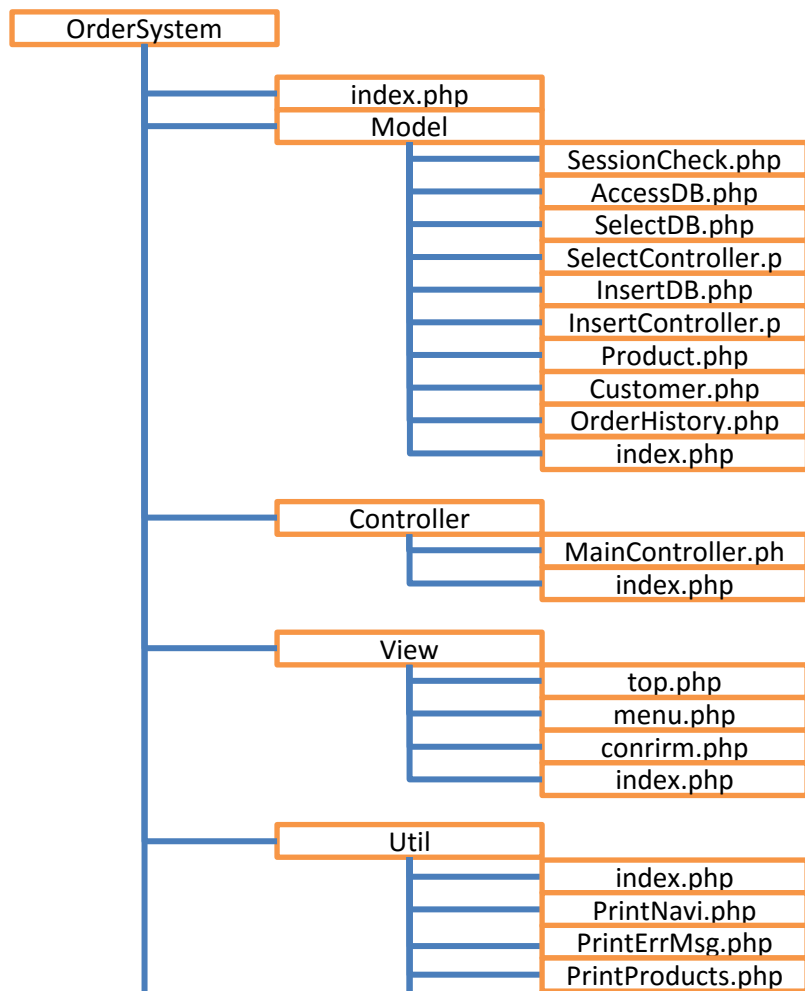 OrderSystem
index.php
Model
SessionCheck.php
AccessDB.php
SelectDB.php
SelectController.p
InsertDB.php
InsertController.p
Product.php
Customer.php
OrderHistory.php
index.php
Controller
MainController.ph
index.php
View
top.php
menu.php
conrirm.php
index.php
Util
index.php
PrintNavi.php
PrintErrMsg.php
PrintProducts.php